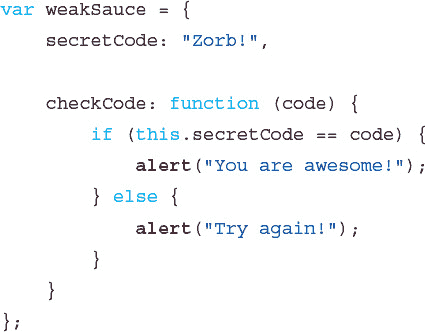 var weakSauce = {
    secretCode: "Zorb!",

    checkCode: function (code) {
        if (this.secretCode == code) {
            alert("You are awesome!");
        } else {
            alert("Try again!");
        }
    }
};